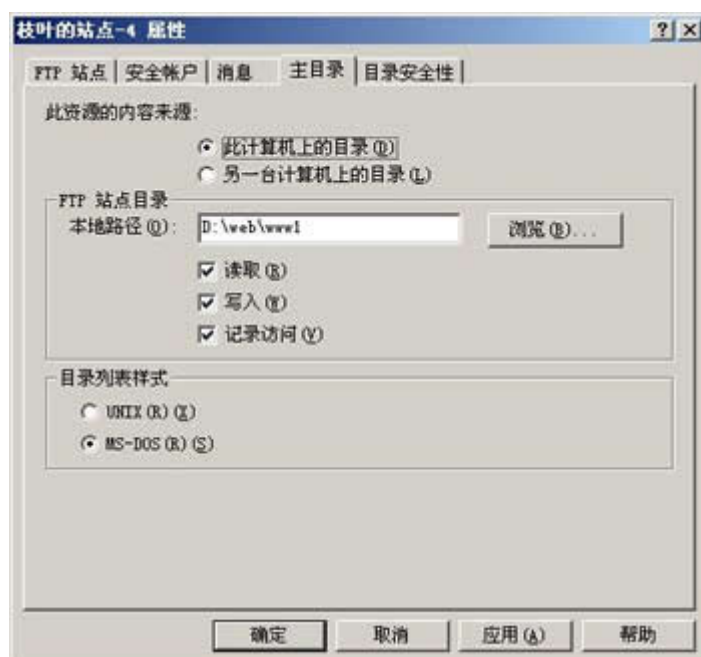 枝叶的站点-4 属性
FTP 站点 安全帐户 消息 主目录 目录安全性
此资源的内容来源:
此计算机上的目录(D)
另一台计算机上的目录(L)
FTP 站点目录
本地路径(O): D:\web\www1 浏览(B)...
读取(R)
写入(W)
记录访问(V)
目录列表样式
UNIX(R)(X)
MS-DOS(R)(S)
确定 取消 应用(A) 帮助